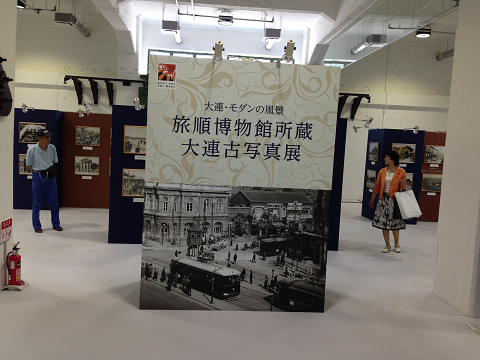 大連・モダンの風景
旅順博物館所蔵
大連古写真展